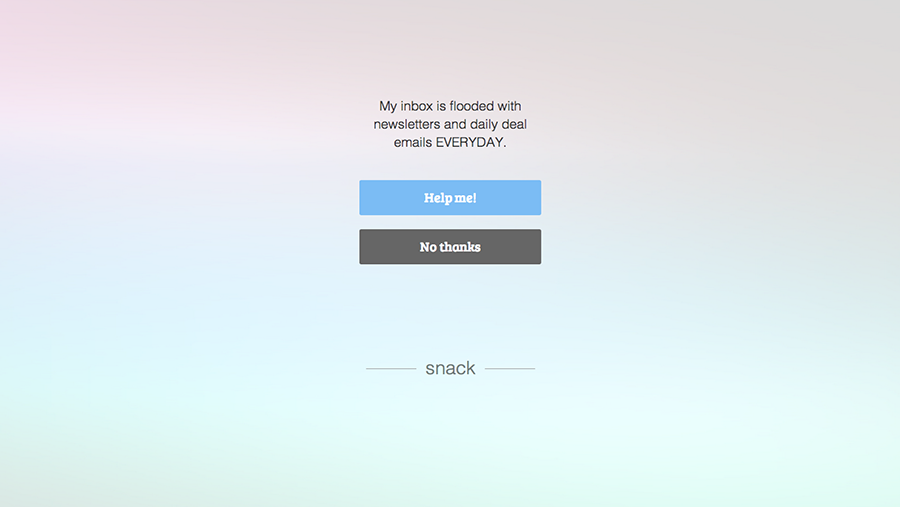 My inbox is flooded with
newsletters and daily deal
emails EVERYDAY.
Help me!
No thanks
snack